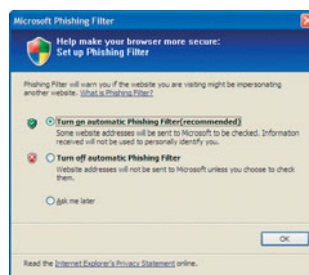 Microsoft Phishing Filter
Help make your browser more secure:
Set up Phishing Filter
Phishing Filter will warn you if the website you are visiting might be impersonating
another website. What is Phishing Filter?
Turn on automatic Phishing Filter(recommended)
Some website addresses will be sent to Microsoft to be checked. Information
received will not be used to personally identify you.
Turn off automatic Phishing Filter
Website addresses will not be sent to Microsoft unless you choose to check
them.
Ask me later
OK
Read the Internet Explorer's Privacy Statement online.